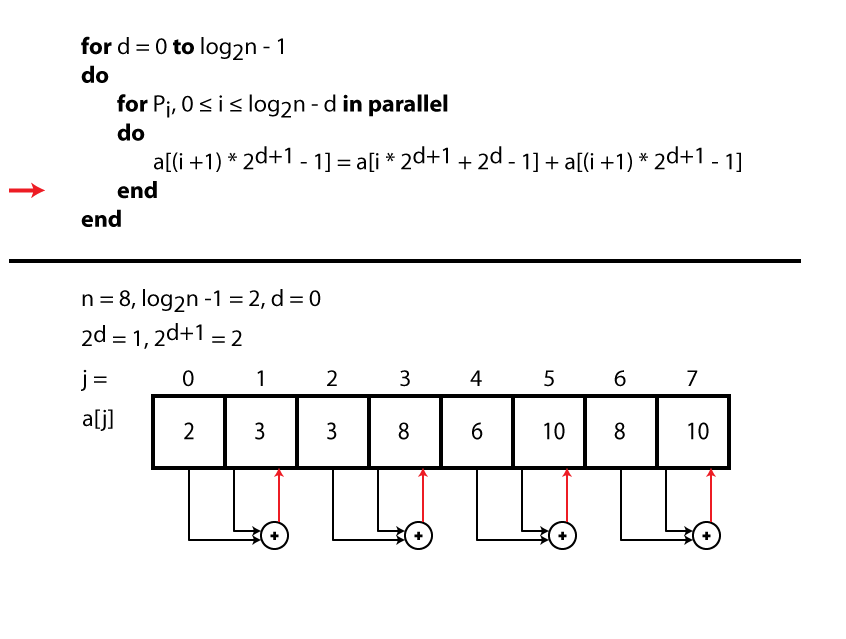 for d = 0 to log₂n - 1
do
for Pᵢ, 0 ≤ i ≤ log₂n - d in parallel
do
a[(i +1) * 2ᵈ⁺¹ - 1] = a[i * 2ᵈ⁺¹ + 2ᵈ - 1] + a[(i +1) * 2ᵈ⁺¹ - 1]
end
end
n = 8, log₂n -1 = 2, d = 0
2ᵈ = 1, 2ᵈ⁺¹ = 2
j = 0 1 2 3 4 5 6 7
a[j] 2 3 3 8 6 10 8 10
+ + + +